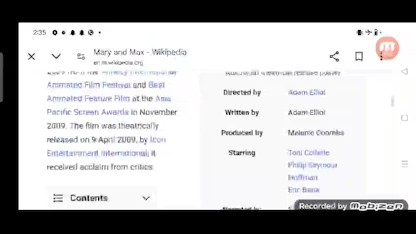 2:35
Mary and Max - Wikipedia
en.m.wikipedia.org
Animated Film Festival and Best
Animated Feature Film at the Asia
Pacific Screen Awards in November
2009. The film was theatrically
released on 9 April 2009, by Icon
Entertainment International; it
received acclaim from critics
Contents
Directed by Adam Elliot
Written by Adam Elliot
Produced by Melanie Coombs
Starring Toni Collette
Philip Seymour
Hoffman
Eric Bana
Recorded by Mobizen